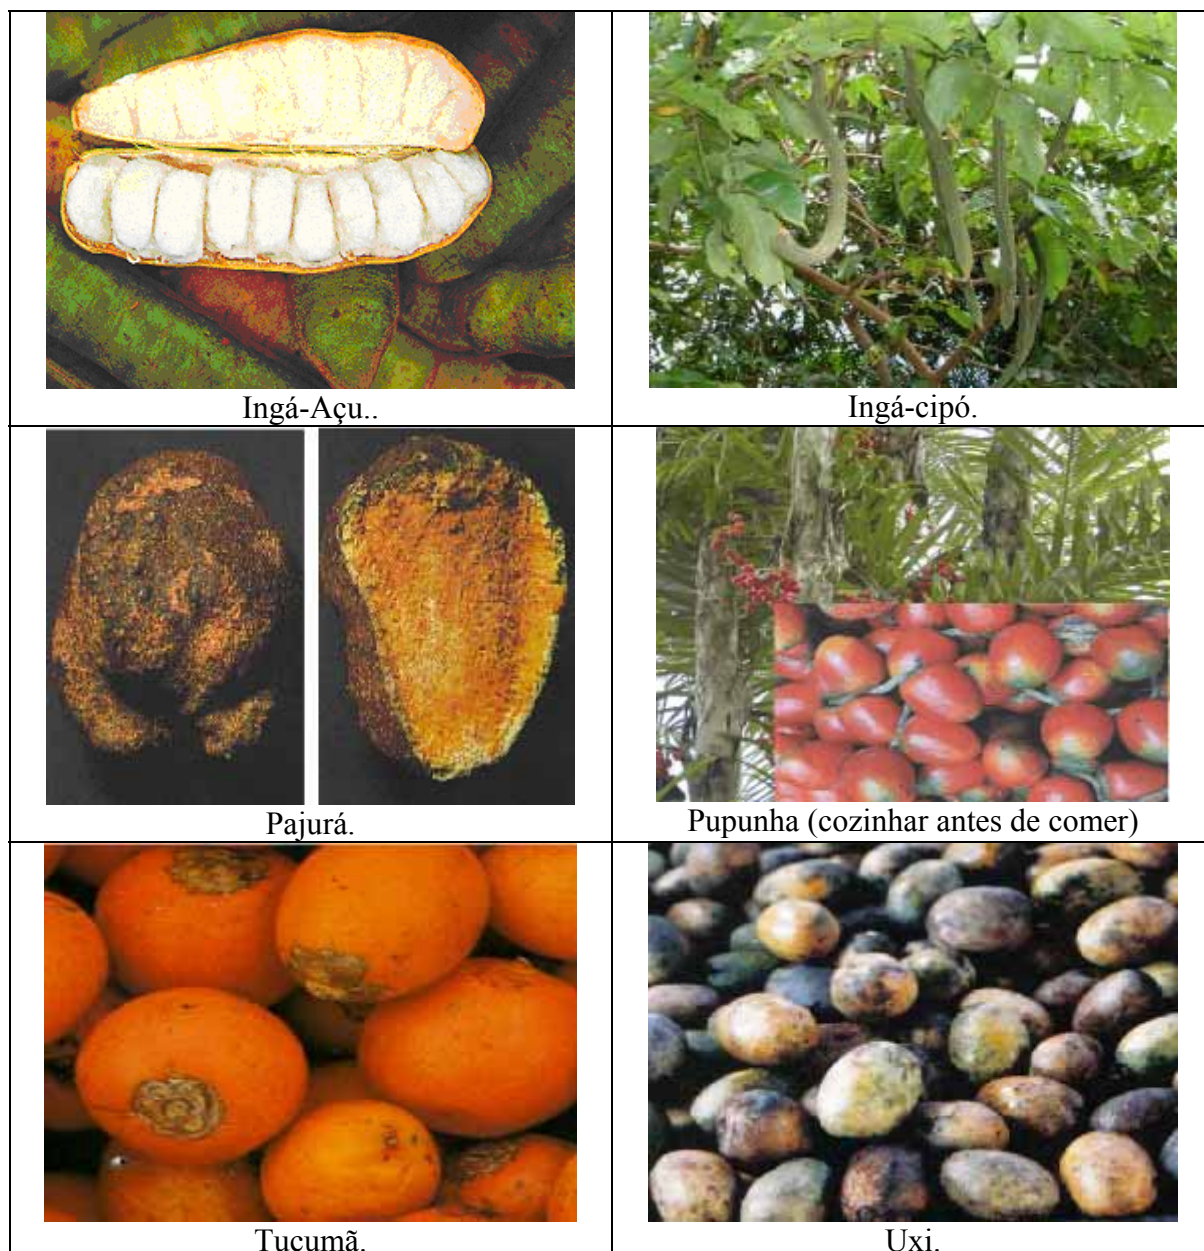 Ingá-Açu..
Ingá-cipó.
Pajurá.
Pupunha (cozinhar antes de comer)
Tucumã.
Uxi.